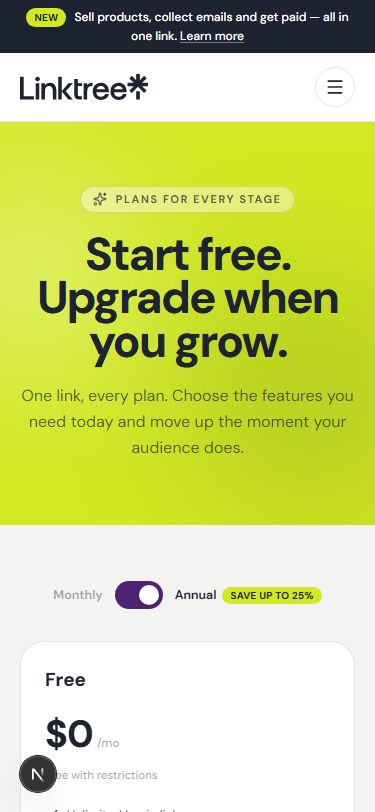 NEW Sell products, collect emails and get paid — all in
one link. Learn more
Linktree
PLANS FOR EVERY STAGE
Start free.
Upgrade when
you grow.
One link, every plan. Choose the features you
need today and move up the moment your
audience does.
Monthly Annual SAVE UP TO 25%
Free
$0 /mo
N
with restrictions